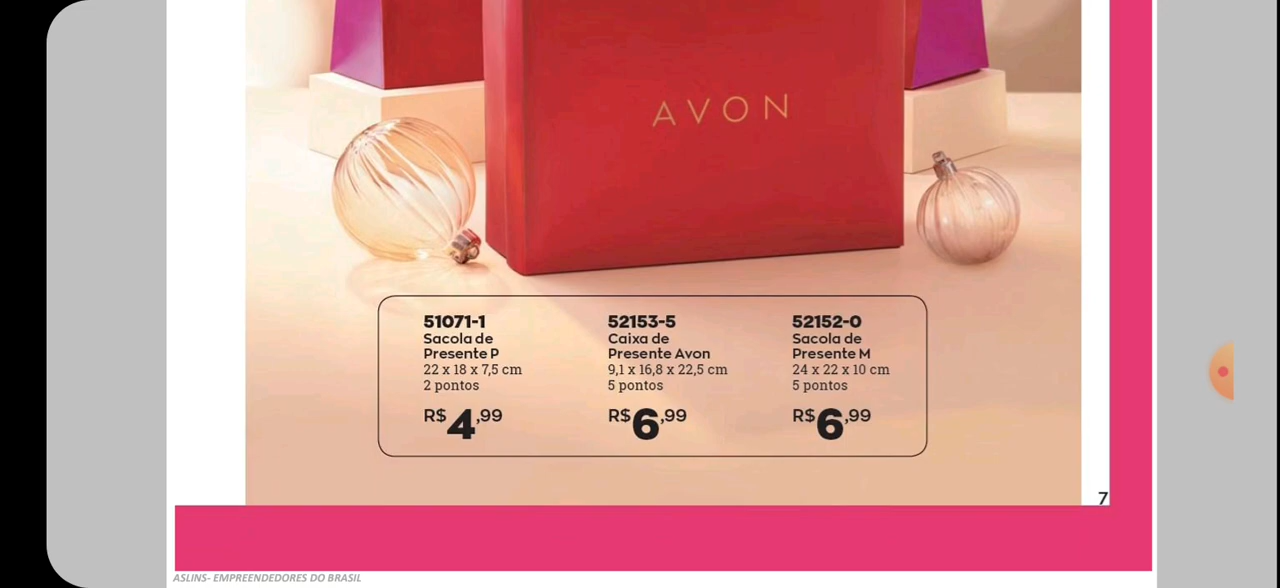 AVON
51071-1
Sacola de
Presente P
22 x 18 x 7,5 cm
2 pontos
R$4,99
52153-5
Caixa de
Presente Avon
9,1 x 16,8 x 22,5 cm
5 pontos
R$6,99
52152-0
Sacola de
Presente M
24 x 22 x 10 cm
5 pontos
R$6,99
7
ASLINS- EMPREENDEDORES DO BRASIL